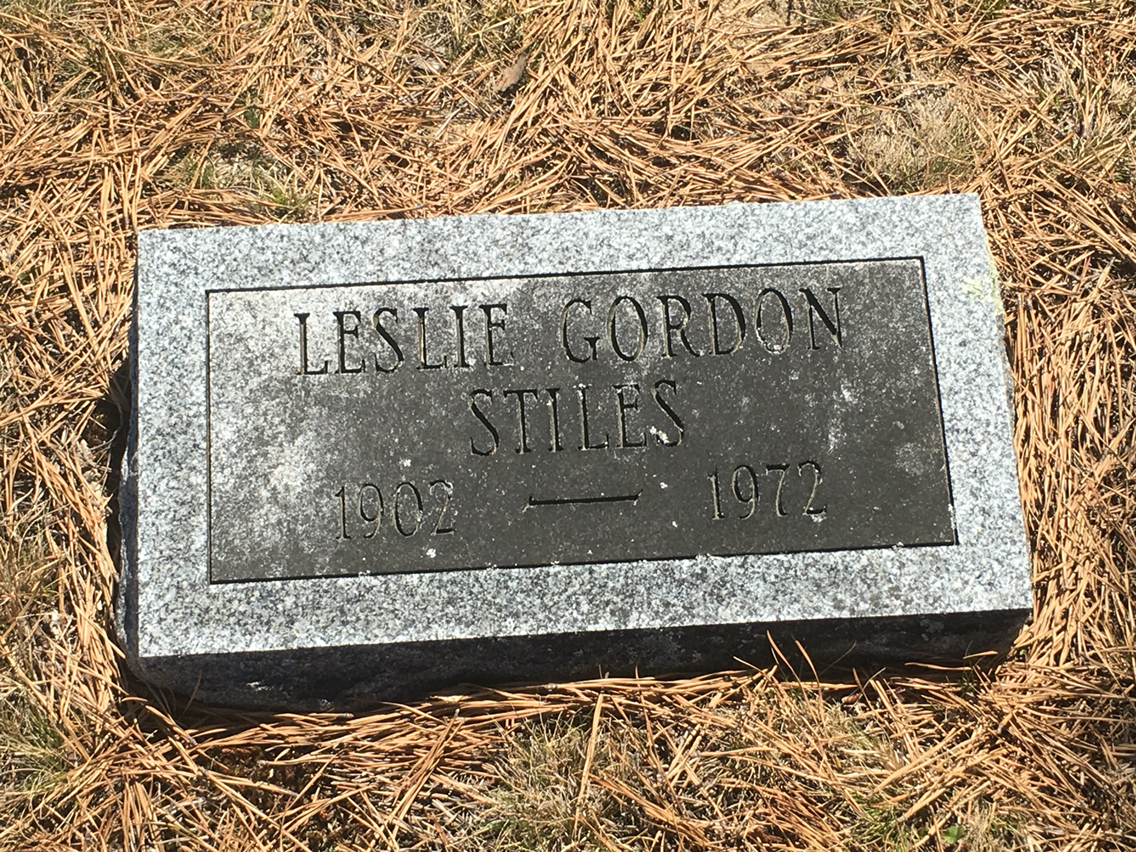 LESLIE GORDON
STILES
1902 — 1972